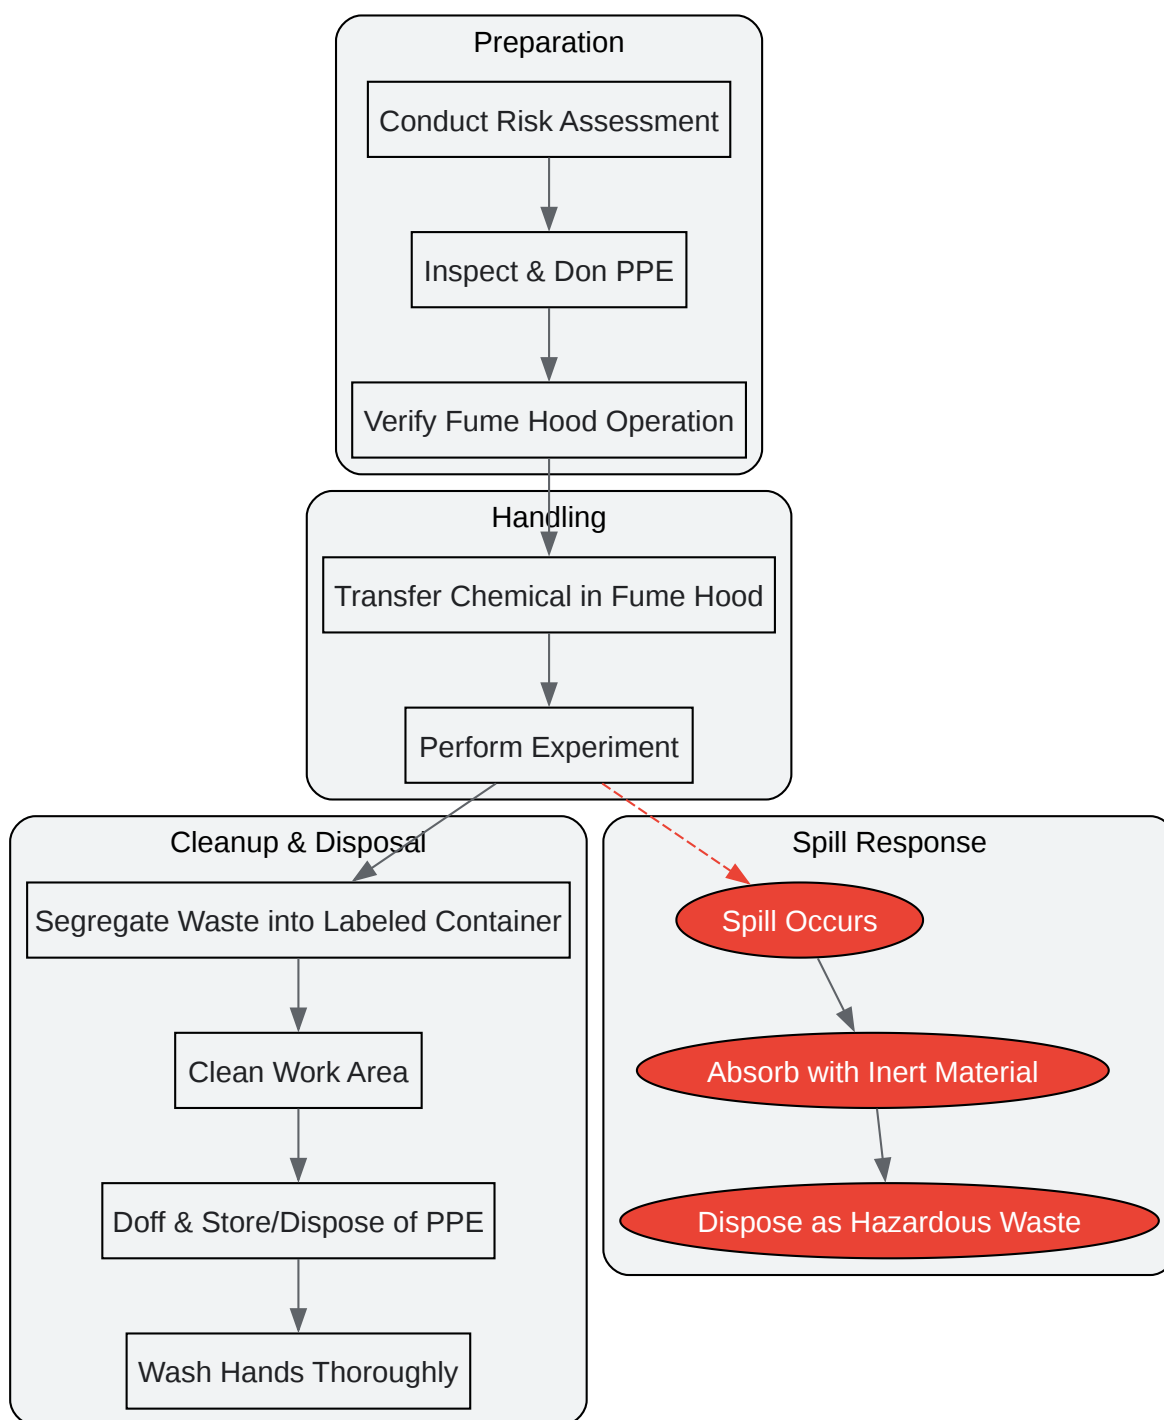 Preparation
Conduct Risk Assessment
Inspect & Don PPE
Verify Fume Hood Operation
Handling
Transfer Chemical in Fume Hood
Perform Experiment
Cleanup & Disposal
Segregate Waste into Labeled Container
Clean Work Area
Doff & Store/Dispose of PPE
Wash Hands Thoroughly
Spill Response
Spill Occurs
Absorb with Inert Material
Dispose as Hazardous Waste